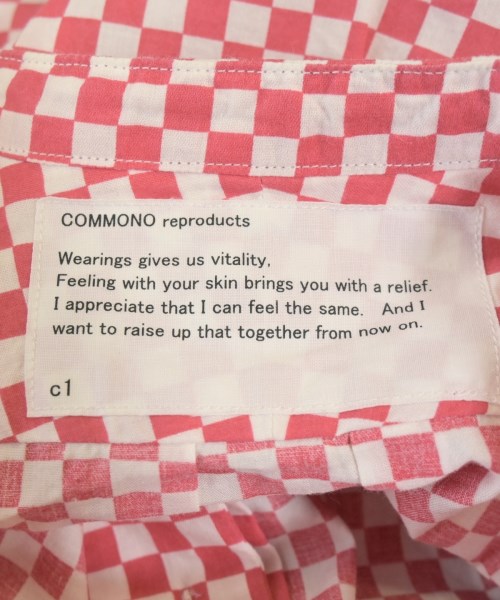 COMMONO reproducts
Wearings gives us vitality,
Feeling with your skin brings you with a relief.
I appreciate that I can feel the same. And I
want to raise up that together from now on.
c1